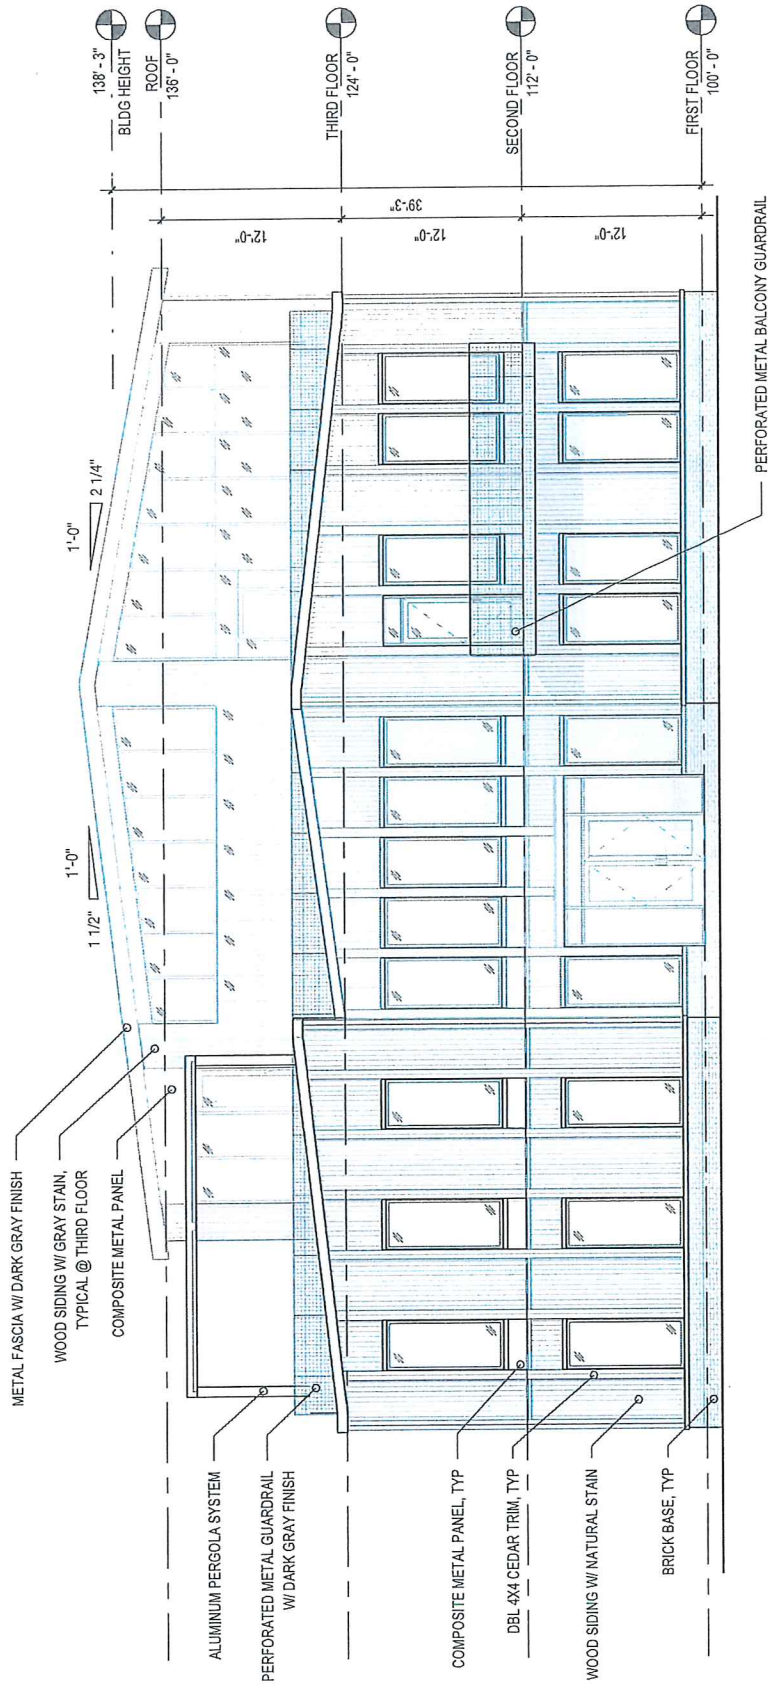 METAL FASCIA W/ DARK GRAY FINISH
WOOD SIDING W/ GRAY STAIN,
TYPICAL @ THIRD FLOOR
COMPOSITE METAL PANEL
ALUMINUM PERGOLA SYSTEM
PERFORATED METAL GUARDRAIL
W/ DARK GRAY FINISH
COMPOSITE METAL PANEL, TYP
DBL 4X4 CEDAR TRIM, TYP
WOOD SIDING W/ NATURAL STAIN
BRICK BASE, TYP
1'-0"
1 1/2"
1'-0"
2 1/4"
138' - 3"
BLDG HEIGHT
ROOF
136' - 0"
THIRD FLOOR
124' - 0"
SECOND FLOOR
112' - 0"
FIRST FLOOR
100' - 0"
12'-0"
12'-0"
12'-0"
39'-3"
PERFORATED METAL BALCONY GUARDRAIL